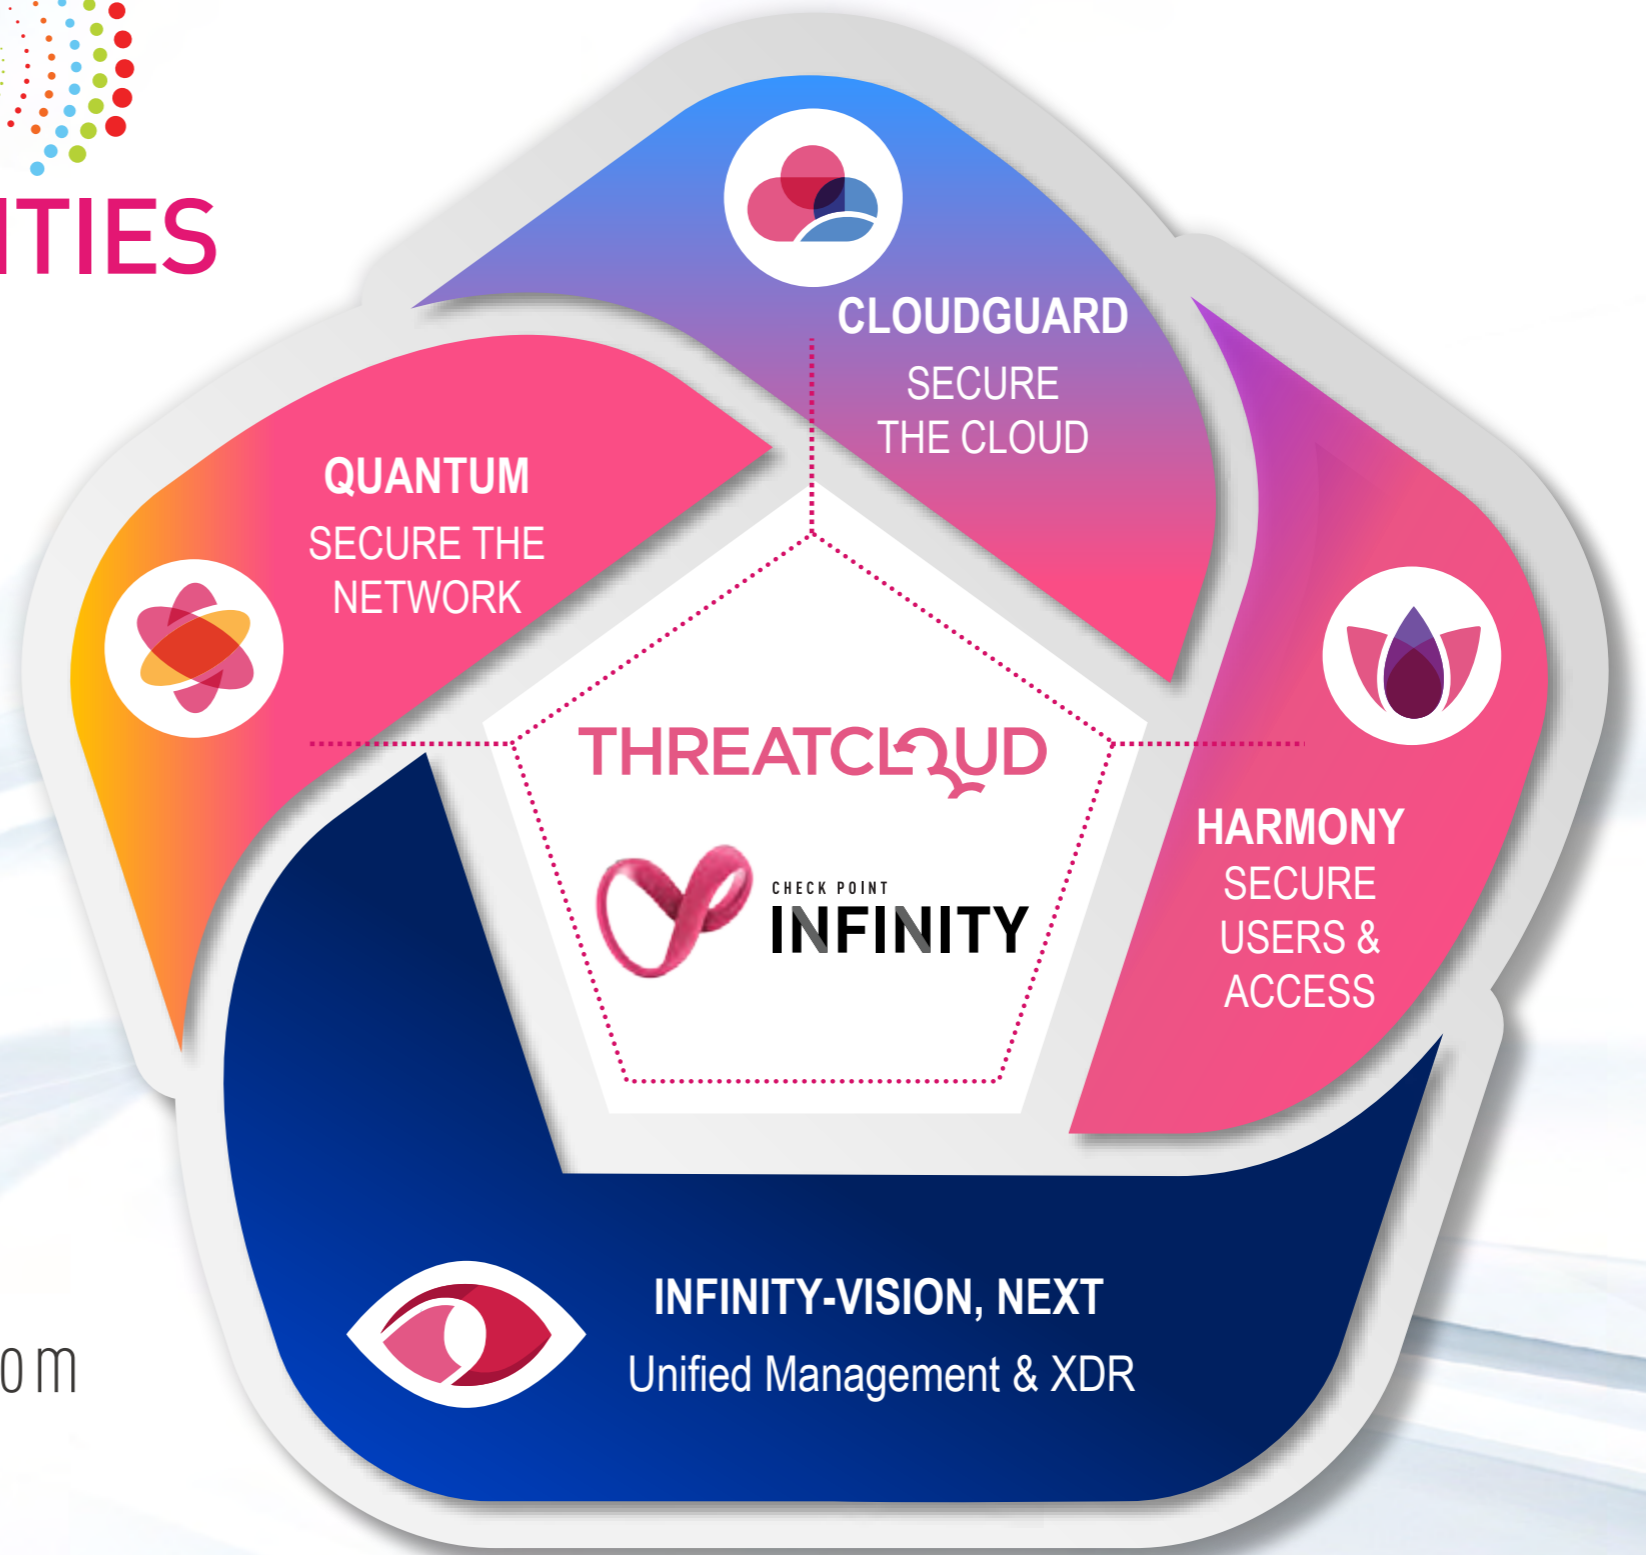 ITIES
CLOUDGUARD
SECURE
THE CLOUD
QUANTUM
SECURE THE
NETWORK
THREATCLOUD
CHECK POINT
INFINITY
HARMONY
SECURE
USERS &
ACCESS
INFINITY-VISION, NEXT
Unified Management & XDR
om